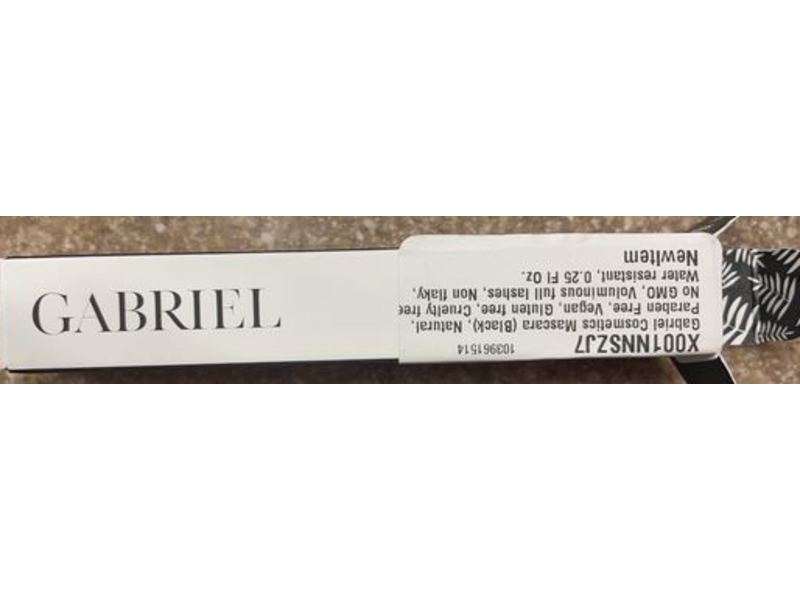 GABRIEL
X001NNSZJ7
103961514
Gabriel Cosmetics Mascara (Black), Natural,
Paraben Free, Vegan, Gluten free, Cruelty free
No GMO, Voluminous full lashes, Non flaky,
Water resistant, 0.25 Fl Oz.
NewItem